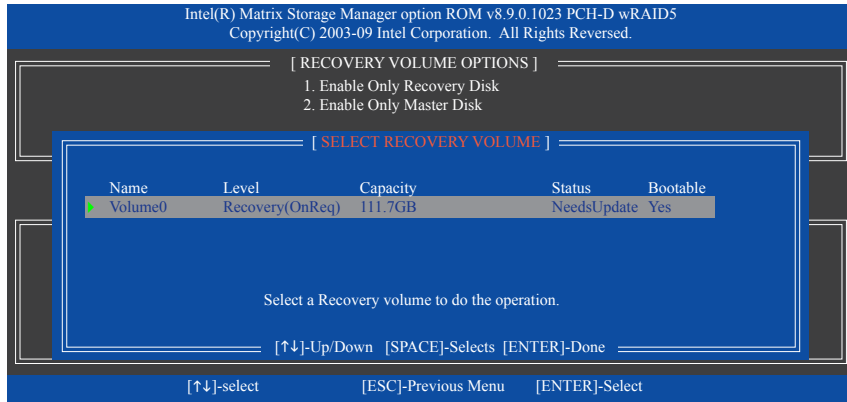 Intel(R) Matrix Storage Manager option ROM v8.9.0.1023 PCH-D wRAID5
Copyright(C) 2003-09 Intel Corporation. All Rights Reversed.
[ RECOVERY VOLUME OPTIONS ]
1. Enable Only Recovery Disk
2. Enable Only Master Disk
[ SELECT RECOVERY VOLUME ]
Name Level Capacity Status Bootable
Volume0 Recovery(OnReq) 111.7GB NeedsUpdate Yes
Select a Recovery volume to do the operation.
[↑↓]-Up/Down [SPACE]-Selects [ENTER]-Done
[↑↓]-select [ESC]-Previous Menu [ENTER]-Select